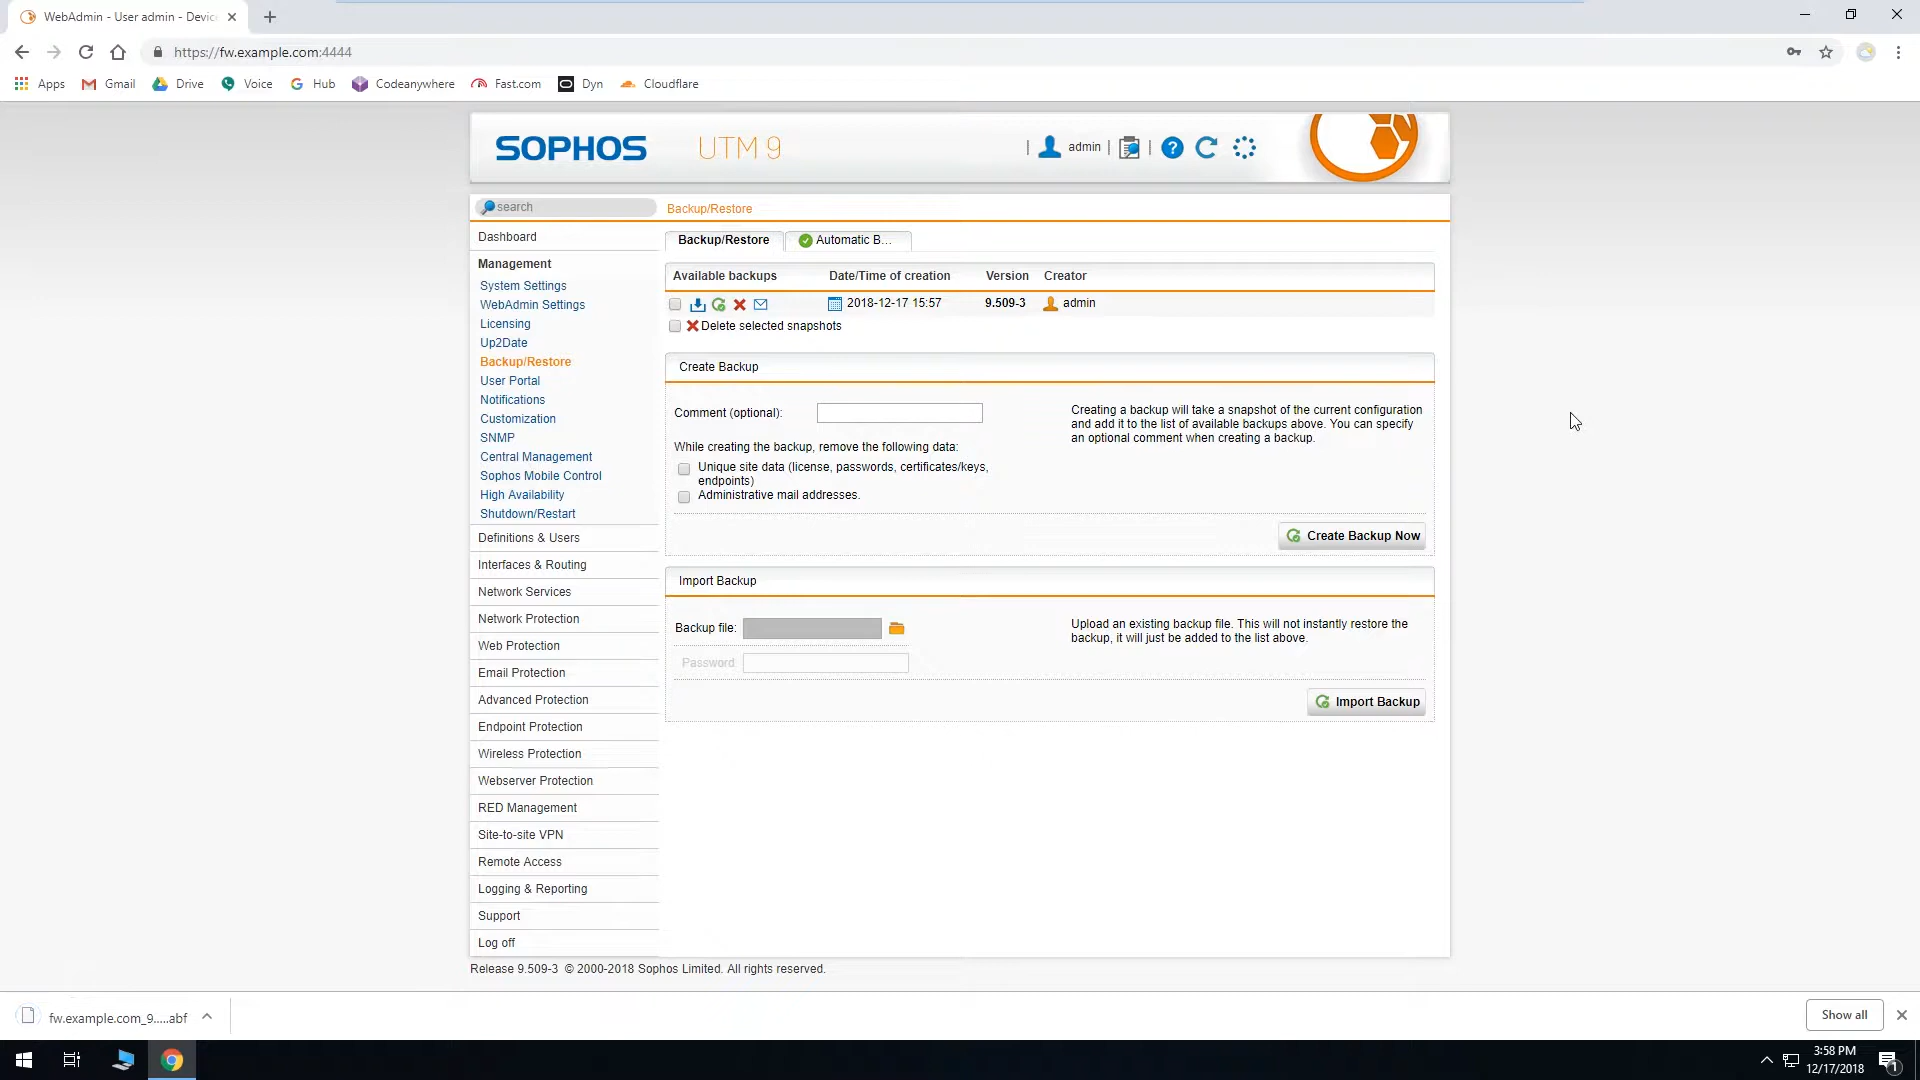 WebAdmin - User admin - Devic
https://fw.example.com:4444
Apps
Gmail
Drive
Voice
Hub
Codeanywhere
Fast.com
Dyn
Cloudflare
SOPHOS
UTM 9
| admin | | ?
search
Backup/Restore
Dashboard
Management
System Settings
WebAdmin Settings
Licensing
Up2Date
Backup/Restore
User Portal
Notifications
Customization
SNMP
Central Management
Sophos Mobile Control
High Availability
Shutdown/Restart
Definitions & Users
Interfaces & Routing
Network Services
Network Protection
Web Protection
Email Protection
Advanced Protection
Endpoint Protection
Wireless Protection
Webserver Protection
RED Management
Site-to-site VPN
Remote Access
Logging & Reporting
Support
Log off
Backup/Restore
Automatic B...
Available backups Date/Time of creation Version Creator
2018-12-17 15:57 9.509-3 admin
Delete selected snapshots
Create Backup
Comment (optional):
While creating the backup, remove the following data:
Unique site data (license, passwords, certificates/keys,
endpoints)
Administrative mail addresses.
Creating a backup will take a snapshot of the current configuration
and add it to the list of available backups above. You can specify
an optional comment when creating a backup.
Create Backup Now
Import Backup
Backup file:
Password
Upload an existing backup file. This will not instantly restore the
backup, it will just be added to the list above.
Import Backup
Release 9.509-3 © 2000-2018 Sophos Limited. All rights reserved.
fw.example.com_9.....abf
Show all
3:58 PM
12/17/2018
1